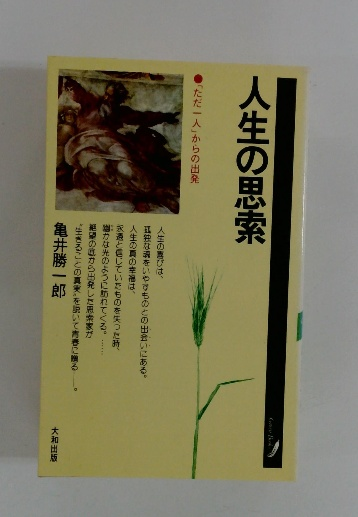 人生の思索
●「ただ一人」からの出発
人生の喜びは、
孤独な魂をいやすものとの出会いにある。
人生の真の幸福は、
永遠と信じていたものを失った時、
幽かな光のように訪れてくる。……
絶望の底から出発した思索家が
"生きることの真実"を説いて青春に贈る──。
亀井勝一郎
大和出版